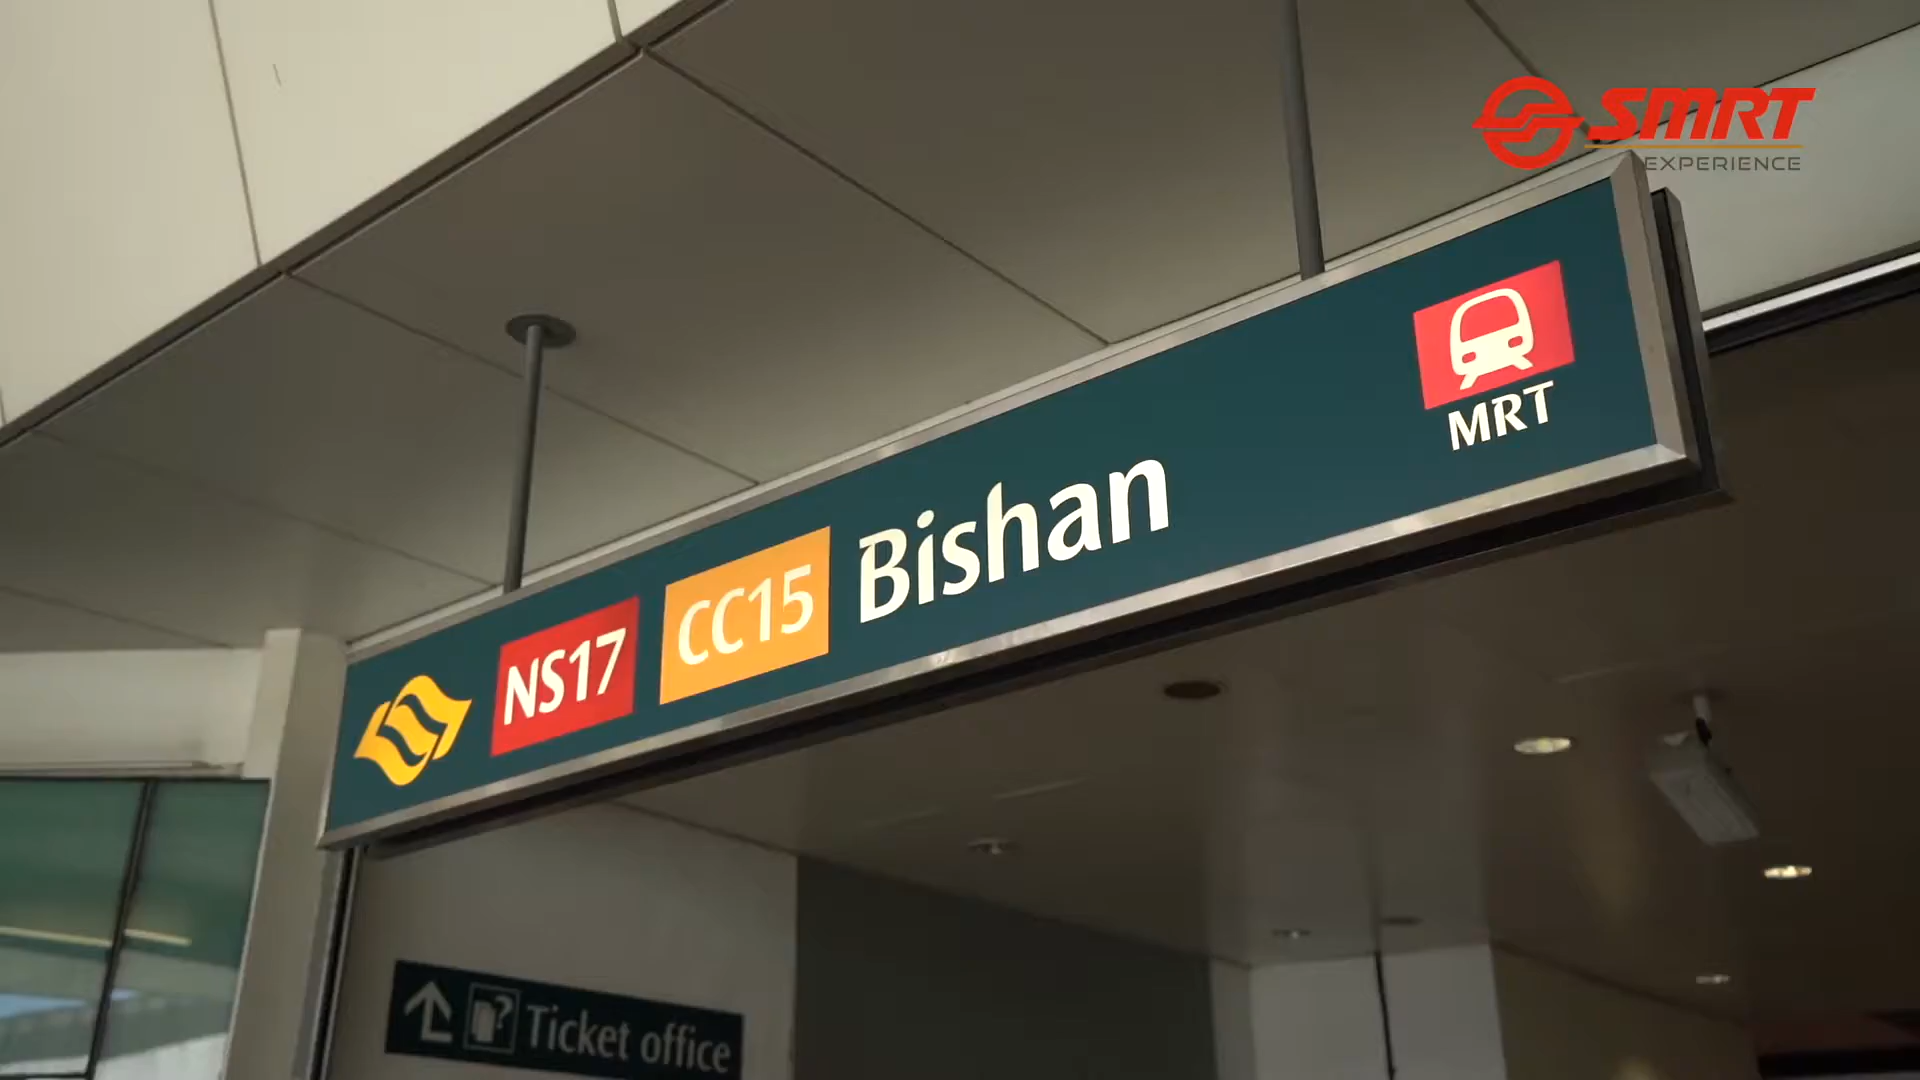 SMRT
EXPERIENCE
MRT
NS17 CC15 Bishan
Ticket office